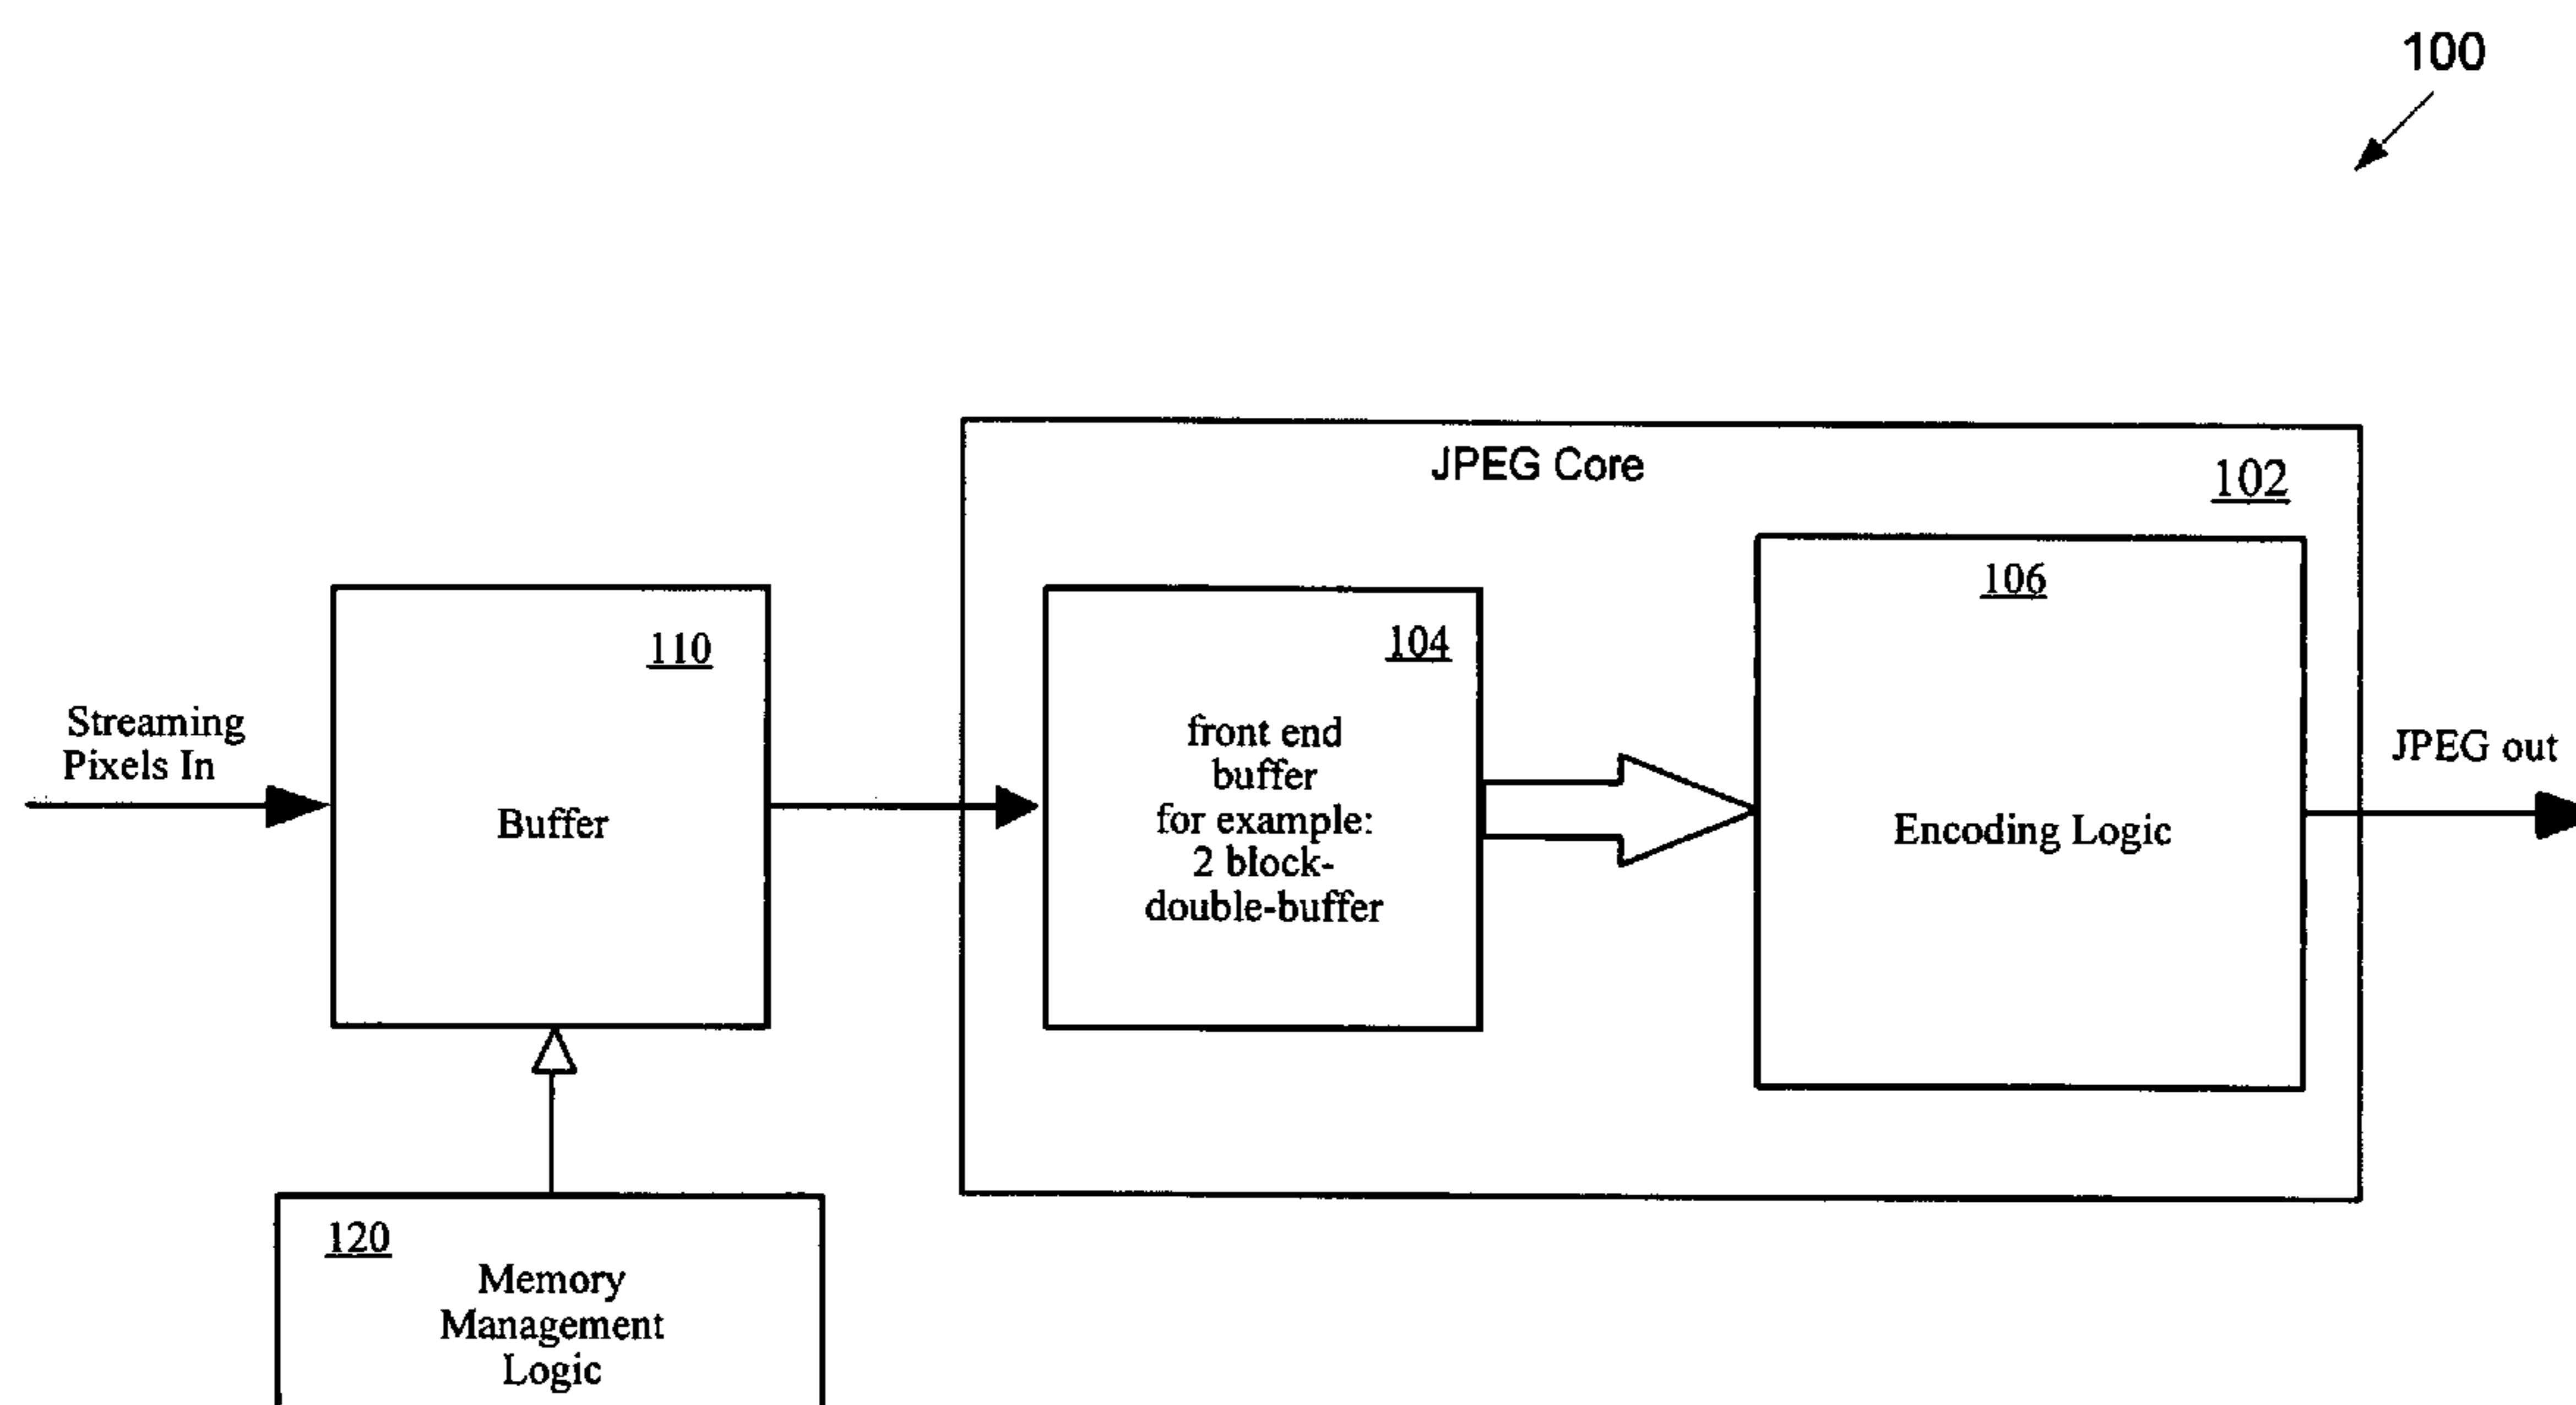 100
JPEG Core
102
106
110
104
Streaming
Pixels In
Buffer
front end
buffer
for example:
2 block-
double-buffer
Encoding Logic
JPEG out
120
Memory
Management
Logic